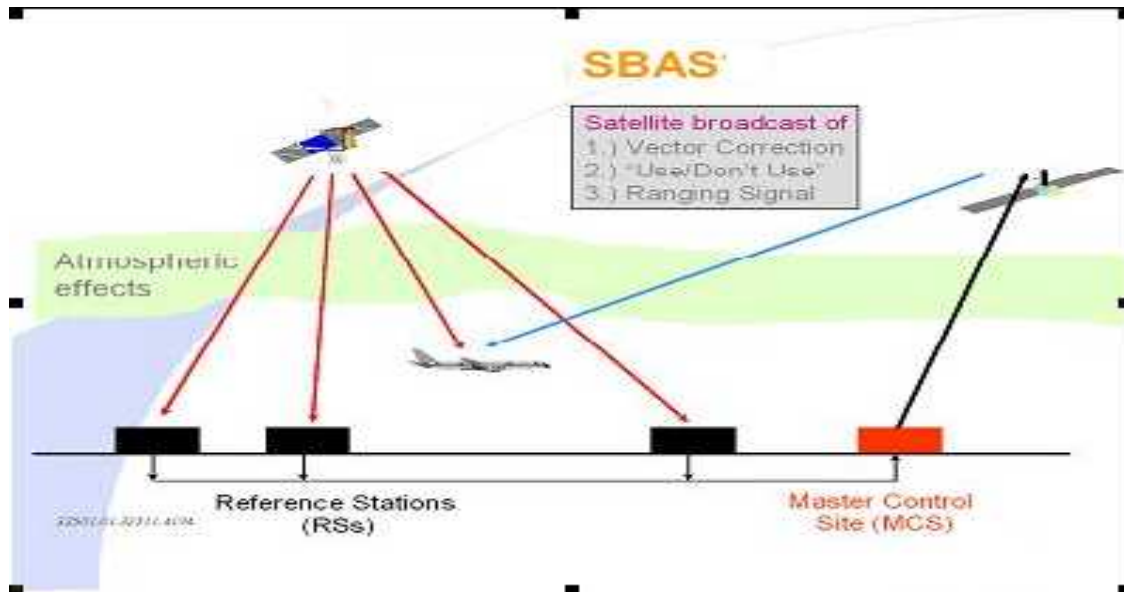 SBAS
Satellite broadcast of
1.) Vector Correction
2.) “Use/Don't Use”
3.) Ranging Signal
Atmospheric
effects
Reference Stations
(RSs)
Master Control
Site (MCS)